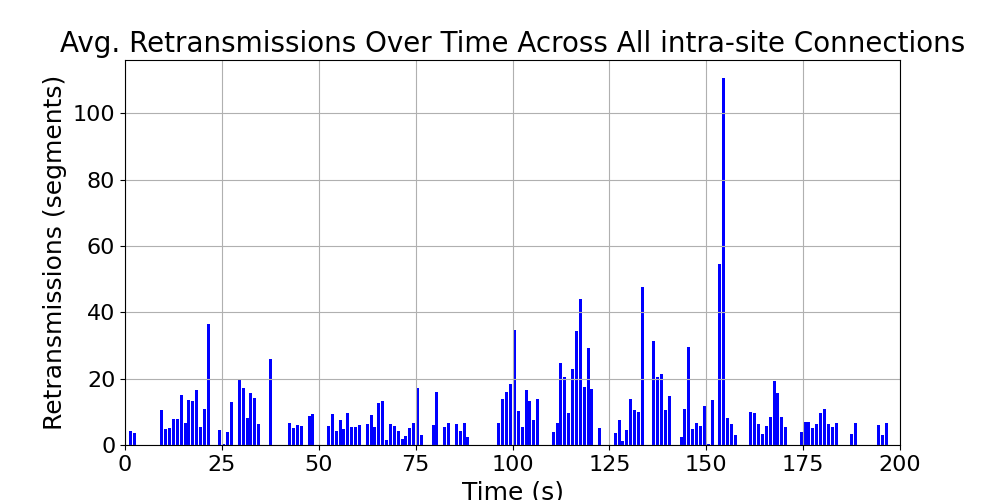 Avg. Retransmissions Over Time Across All intra-site Connections
Retransmissions (segments)
100
80
60
40
20
0
0 25 50 75 100 125 150 175 200
Time (s)